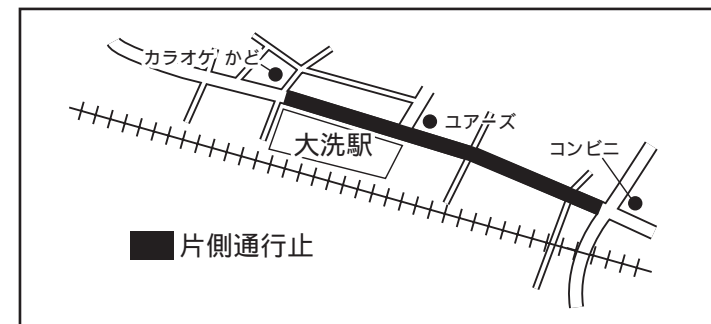 カラオケ かど
ユアーズ
大洗駅
コンビニ
片側通行止